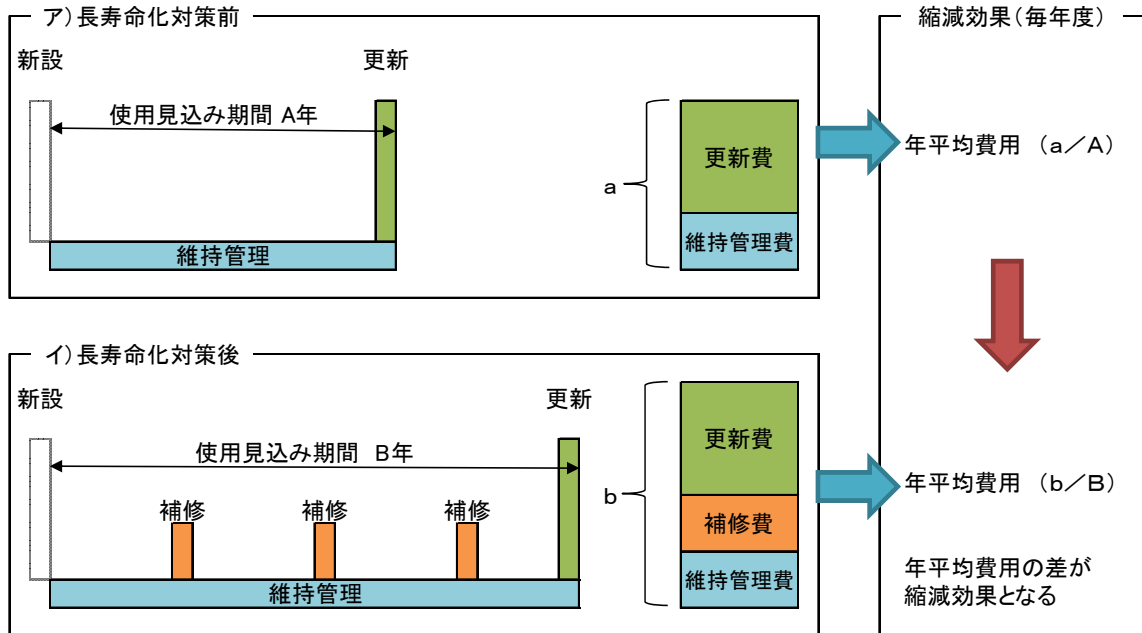 ア)長寿命化対策前
新設
更新
使用見込み期間 A年
維持管理
a
更新費
維持管理費
イ)長寿命化対策後
新設
更新
使用見込み期間 B年
補修
補修
補修
維持管理
b
更新費
補修費
維持管理費
縮減効果(毎年度)
年平均費用 (a/A)
年平均費用 (b/B)
年平均費用の差が
縮減効果となる